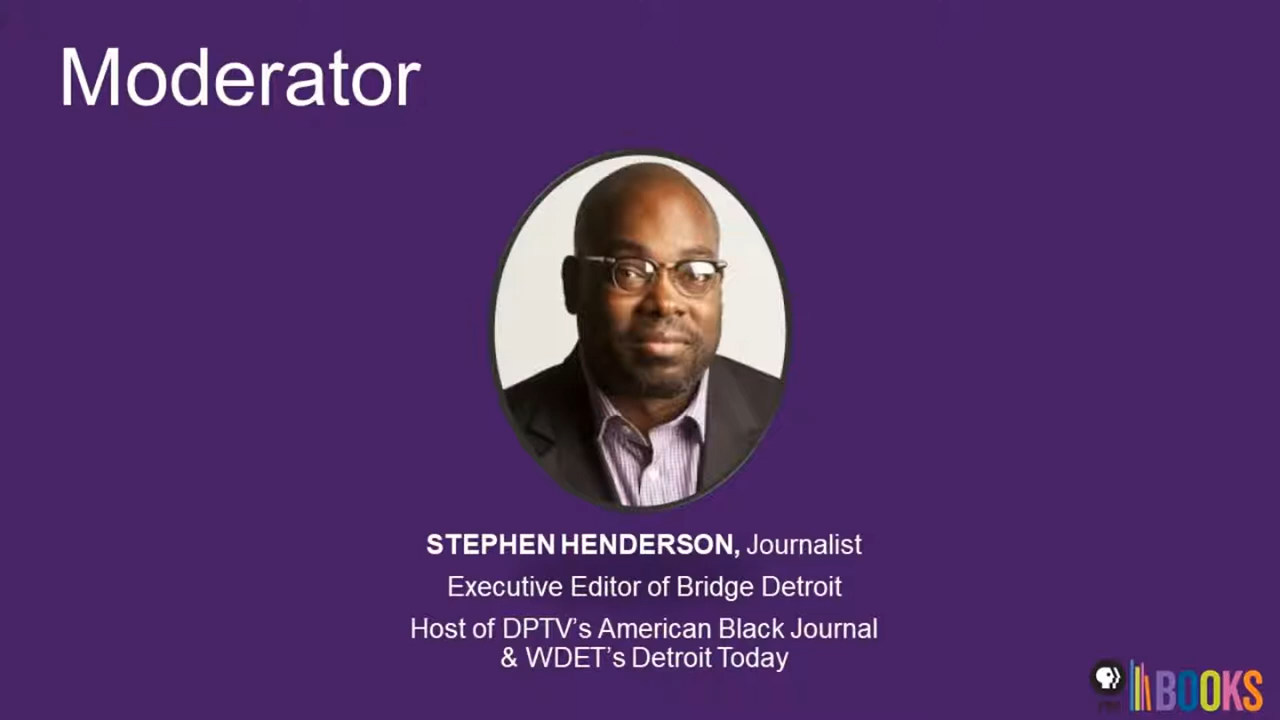 Moderator
STEPHEN HENDERSON, Journalist
Executive Editor of Bridge Detroit
Host of DPTV’s American Black Journal
& WDET’s Detroit Today
BOOKS